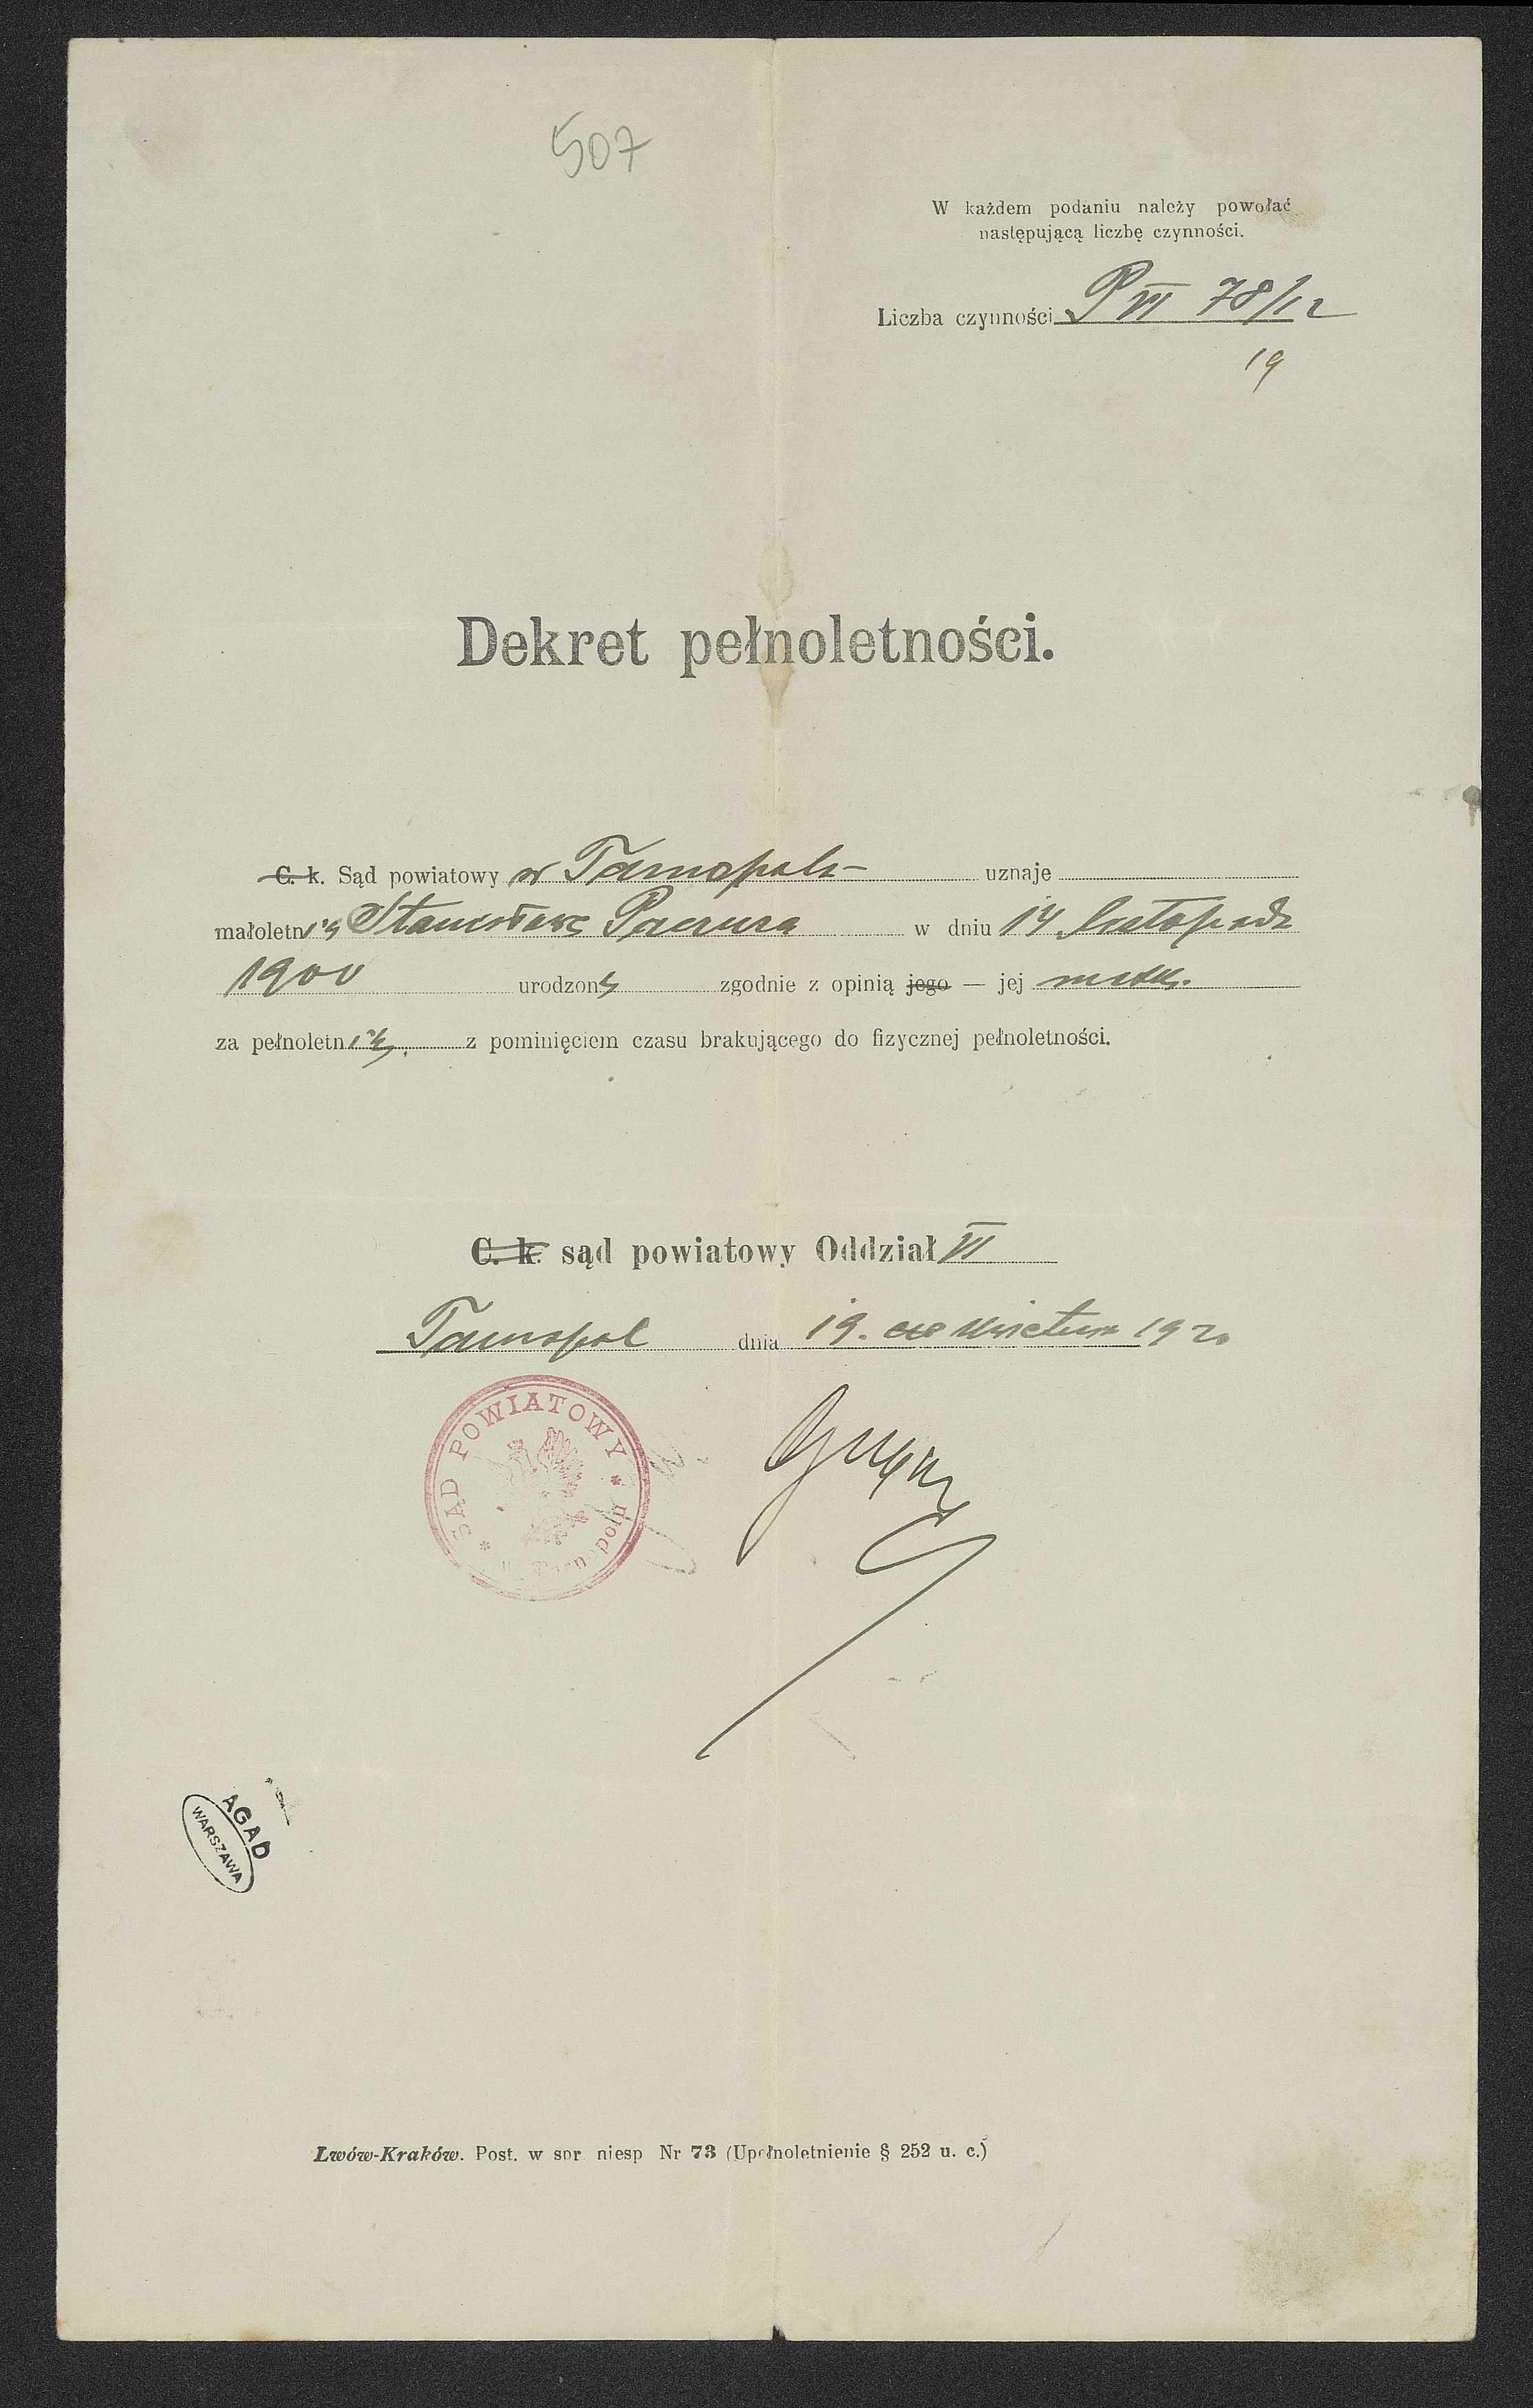 507
W każdem podaniu należy powołać
następującą liczbę czynności.
Liczba czynności P VI 78/12
19
Dekret pełnoletności.
C. k. Sąd powiatowy w Tarnopolu uznaje
małoletnią Stanisławę Paczura w dniu 14 listopada
1900 urodzoną zgodnie z opinią jego — jej matki
za pełnoletnią z pominięciem czasu brakującego do fizycznej pełnoletności.
C. k. sąd powiatowy Oddział VI
Tarnopol dnia 19. kwietnia 1920
SĄD POWIATOWY
w Tarnopolu
AGAD
WARSZAWA
Lwów-Kraków. Post. w spr niesp Nr 73 (Upełnoletnienie § 252 u. c.)